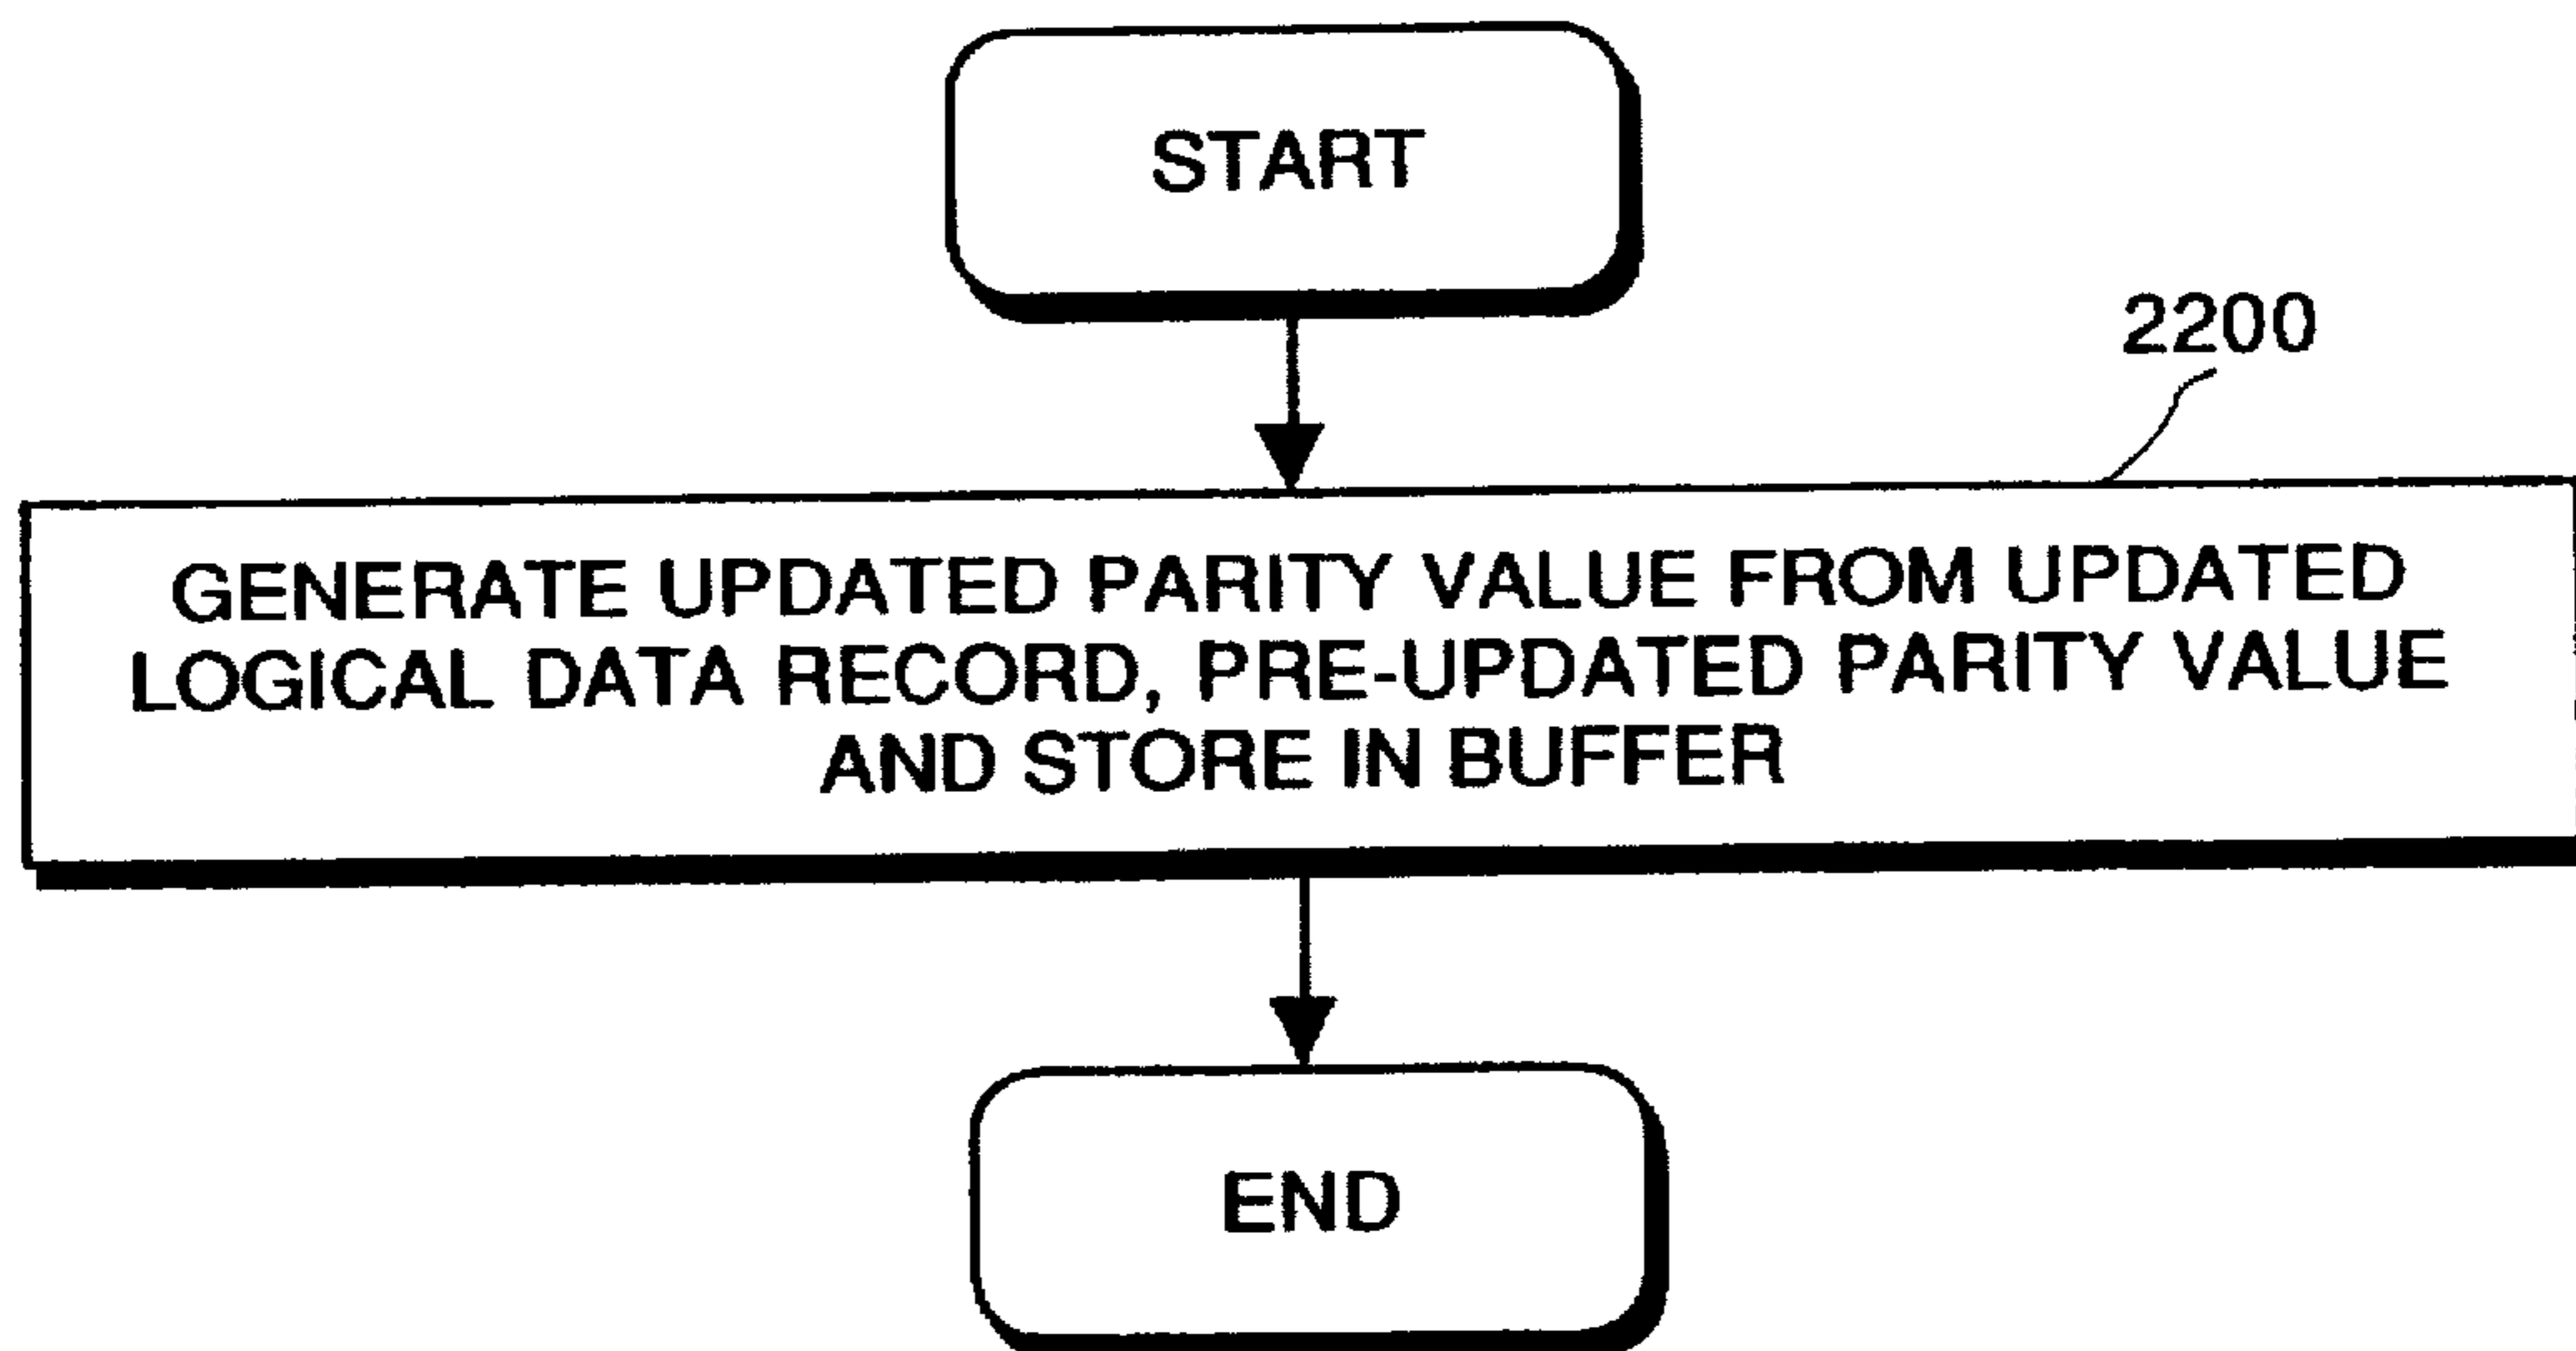 START
2200
GENERATE UPDATED PARITY VALUE FROM UPDATED
LOGICAL DATA RECORD, PRE-UPDATED PARITY VALUE
AND STORE IN BUFFER
END